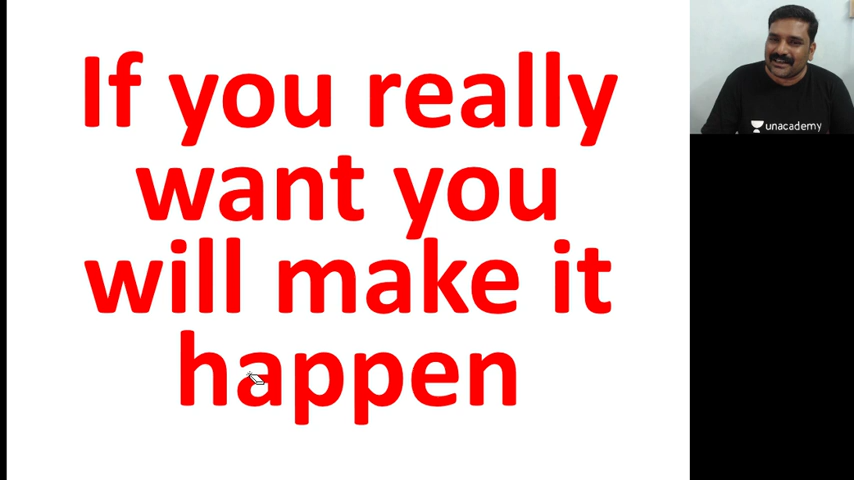 If you really
want you
will make it
happen
unacademy